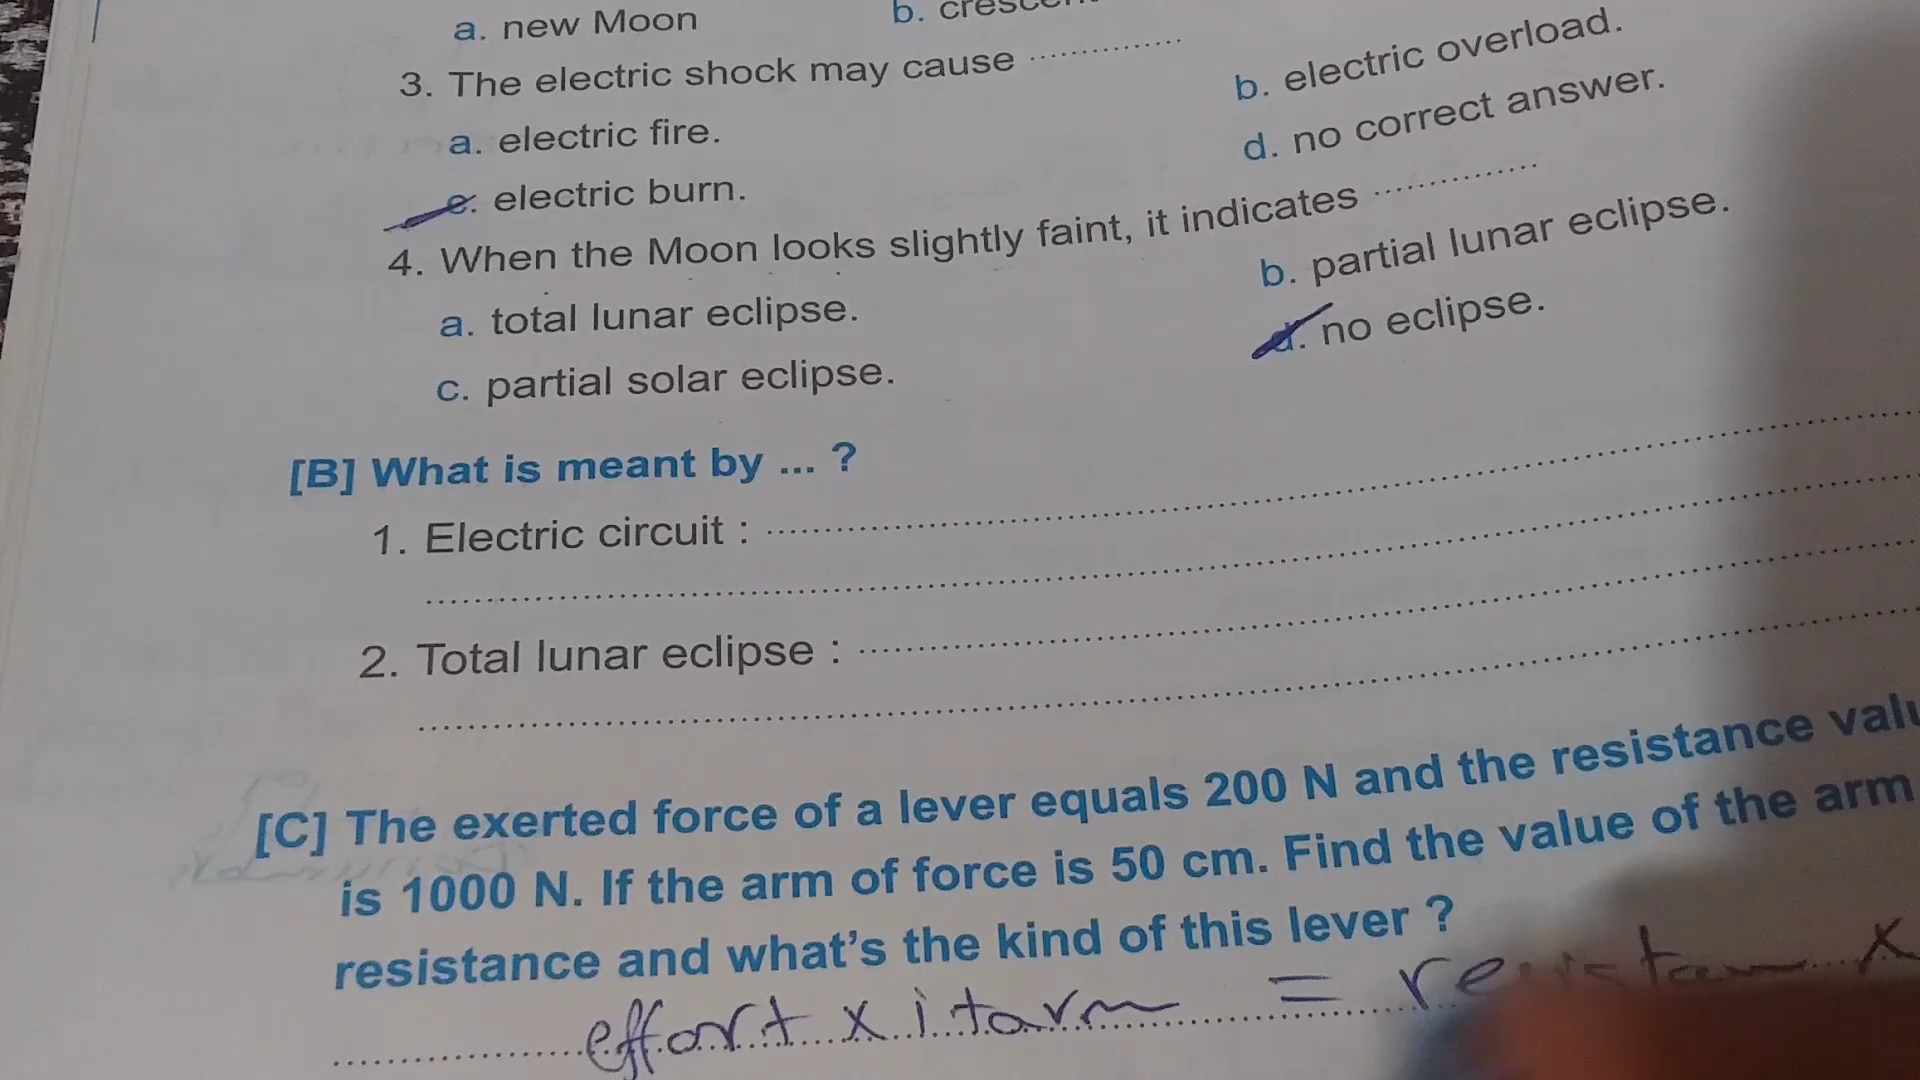 a. new Moon
b. crescent
3. The electric shock may cause ..............
a. electric fire.
b. electric overload.
c. electric burn.
d. no correct answer.
4. When the Moon looks slightly faint, it indicates ..............
a. total lunar eclipse.
b. partial lunar eclipse.
c. partial solar eclipse.
d. no eclipse.
[B] What is meant by ... ?
1. Electric circuit :
2. Total lunar eclipse :
[C] The exerted force of a lever equals 200 N and the resistance
is 1000 N. If the arm of force is 50 cm. Find the value of the arm
resistance and what's the kind of this lever ?
effort x its arm = x